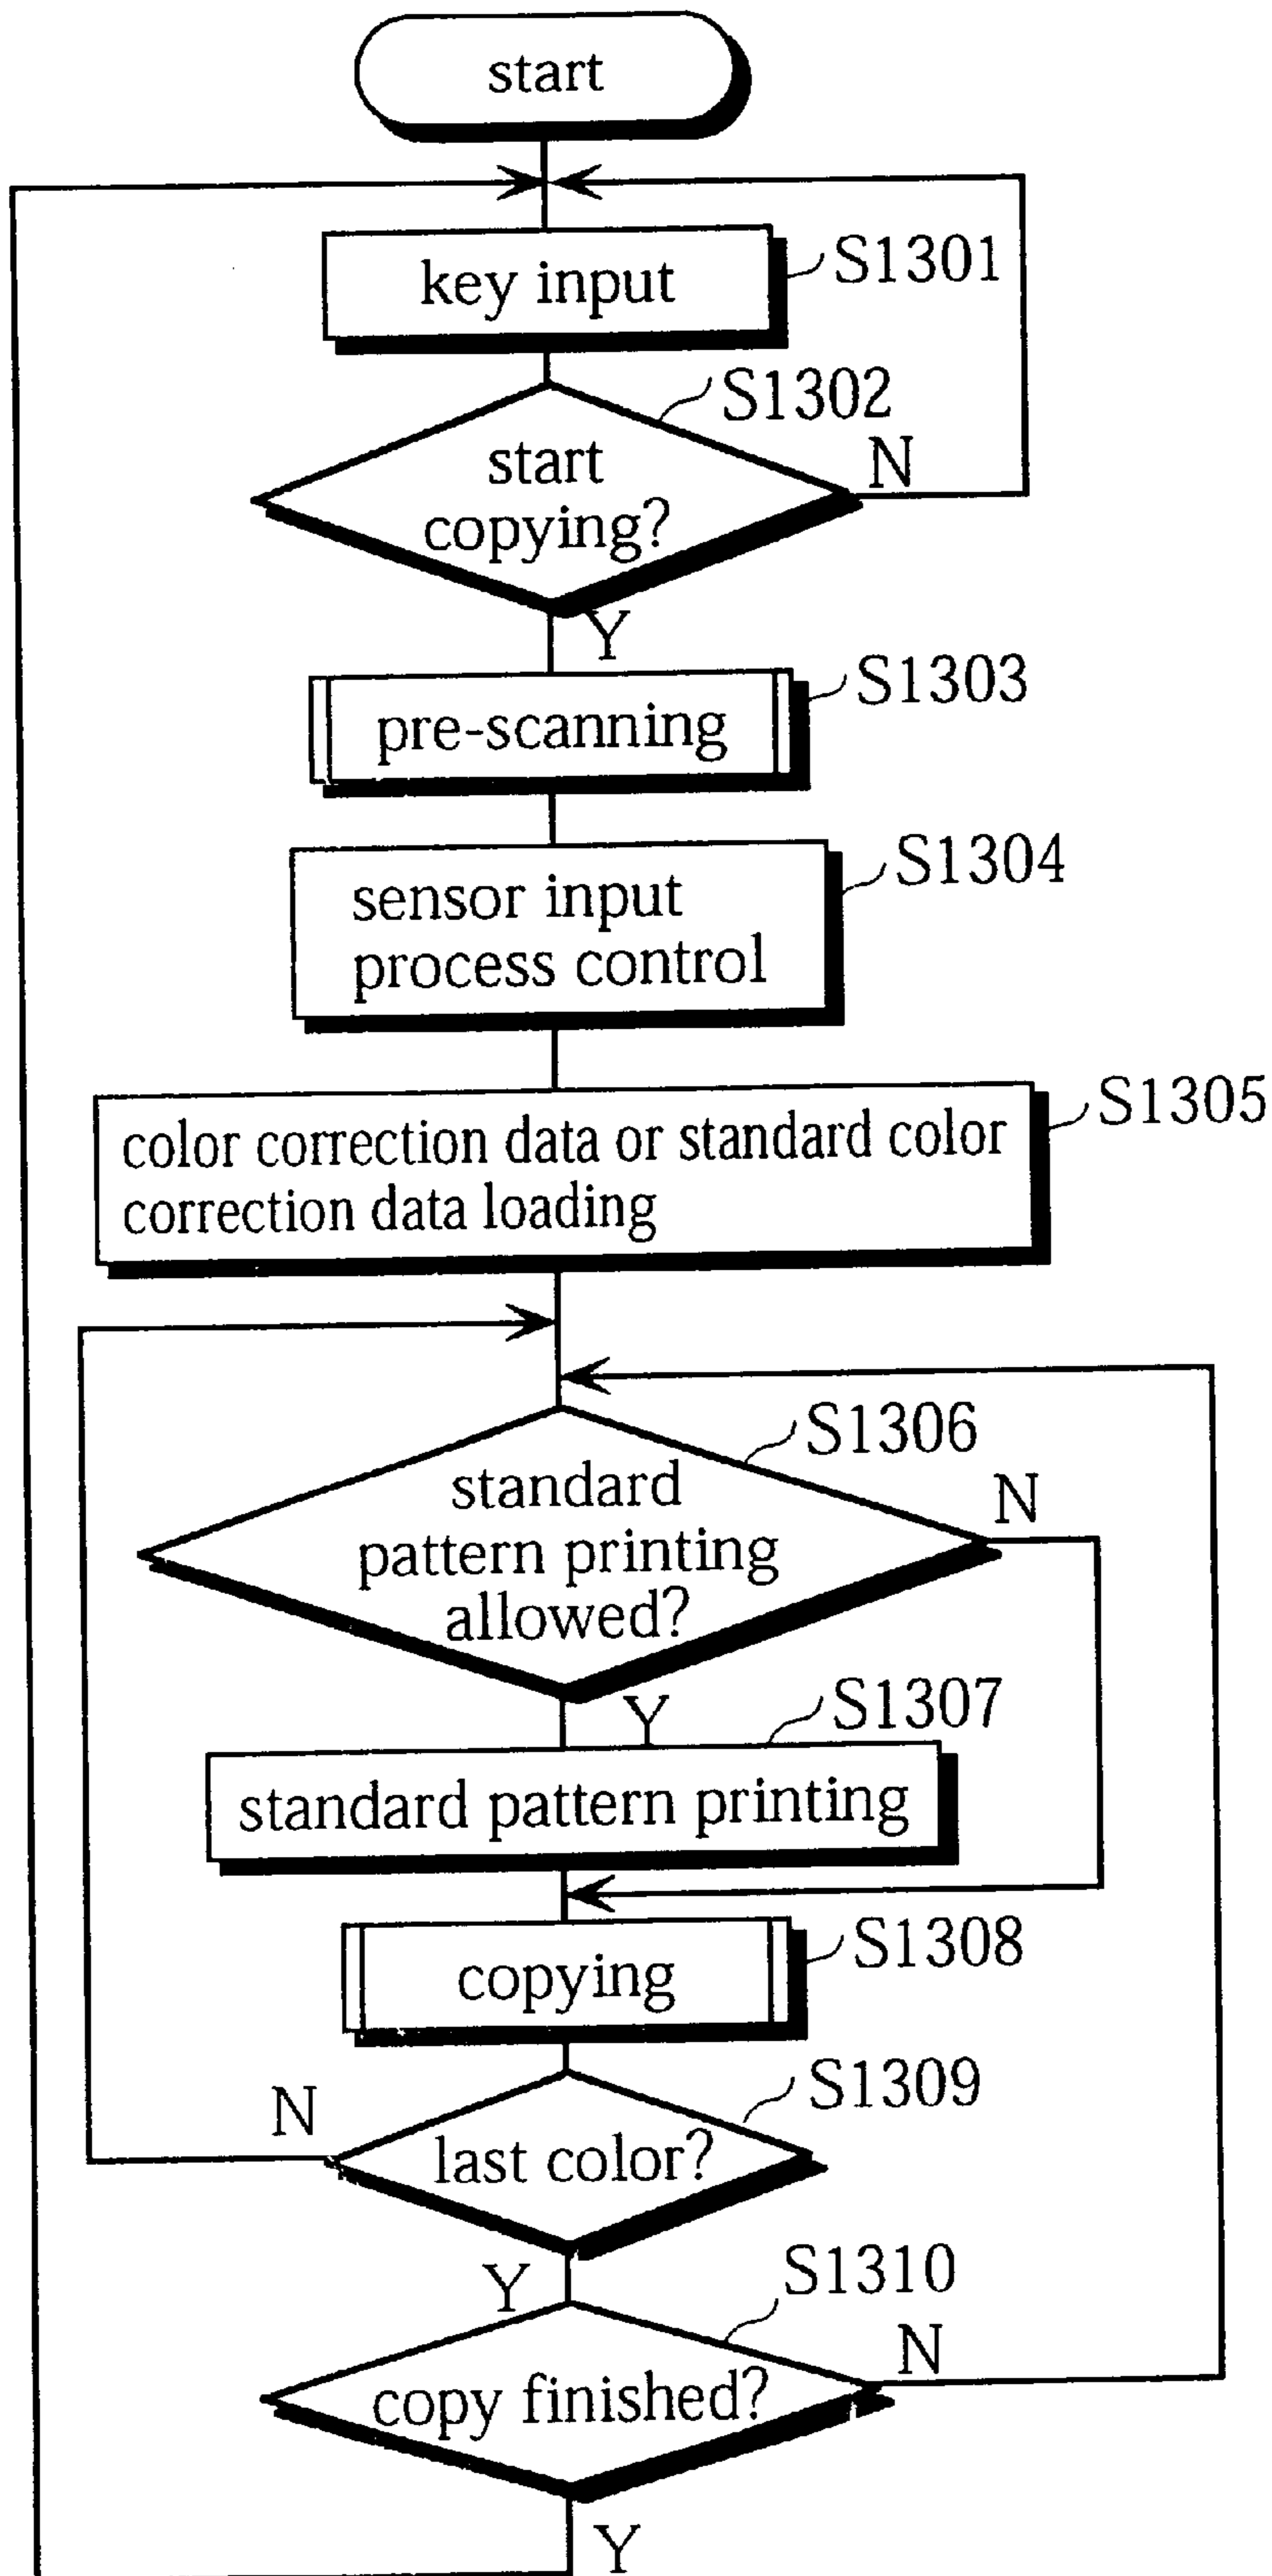 start
key input
S1301
S1302
start
copying?
N
Y
pre-scanning
S1303
sensor input
process control
S1304
color correction data or standard color
correction data loading
S1305
S1306
standard
pattern printing
allowed?
N
Y
S1307
standard pattern printing
copying
S1308
S1309
N
last color?
Y
S1310
N
copy finished?
Y